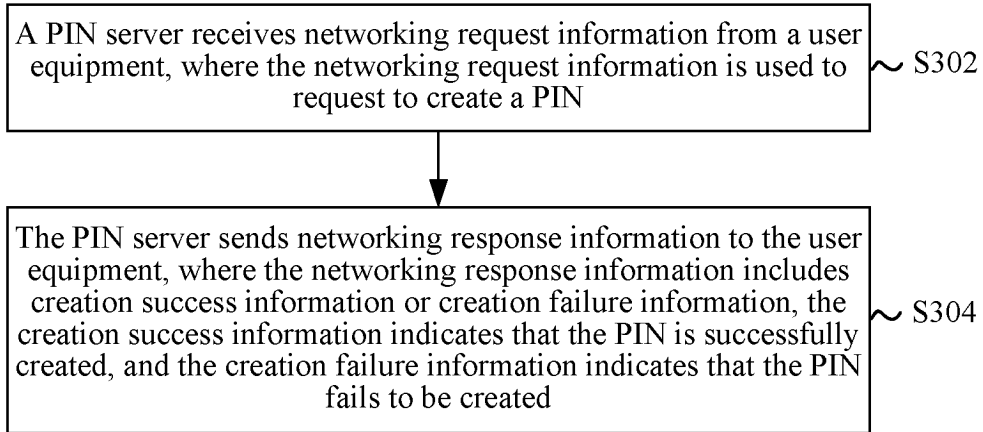 A PIN server receives networking request information from a user
equipment, where the networking request information is used to
request to create a PIN
S302
The PIN server sends networking response information to the user
equipment, where the networking response information includes
creation success information or creation failure information, the
creation success information indicates that the PIN is successfully
created, and the creation failure information indicates that the PIN
fails to be created
S304